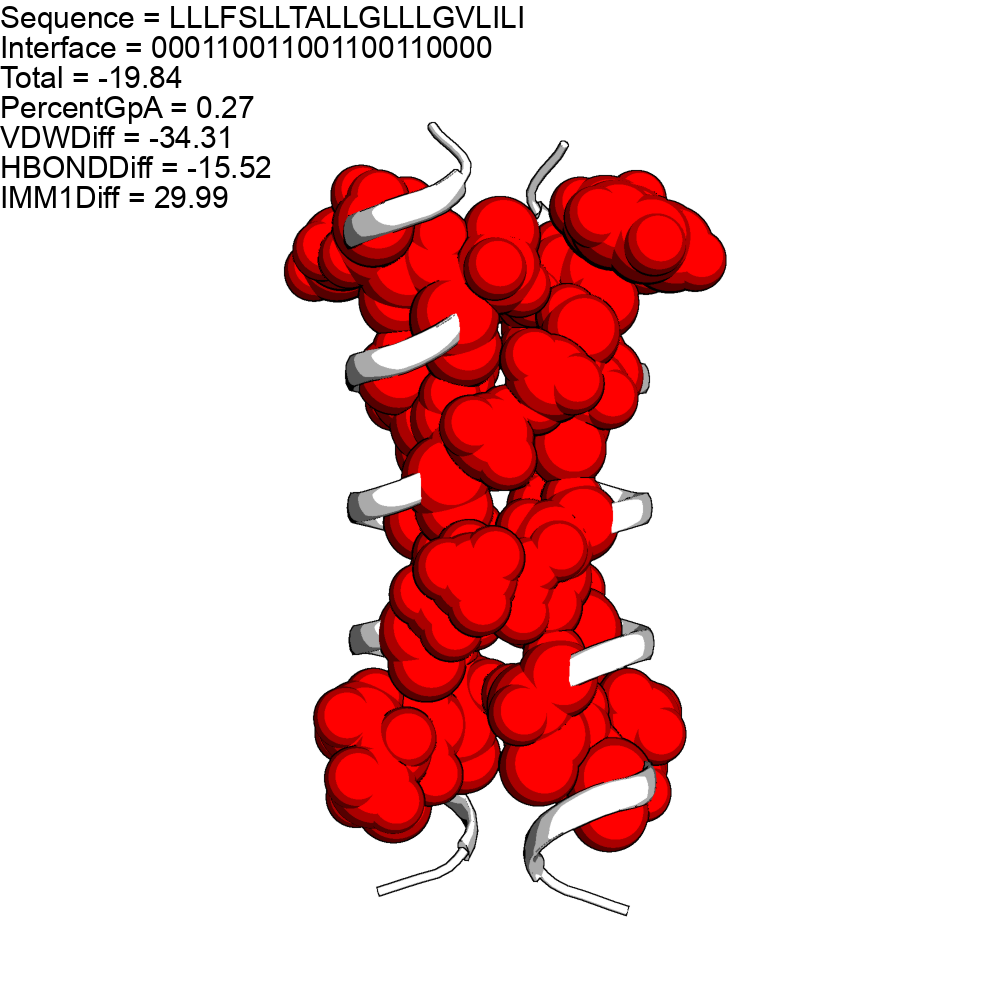 Sequence = LLLFSLLTALLGLLLGVLILI
Interface = 000110011001100110000
Total = -19.84
PercentGpA = 0.27
VDWDiff = -34.31
HBONDDiff = -15.52
IMM1Diff = 29.99